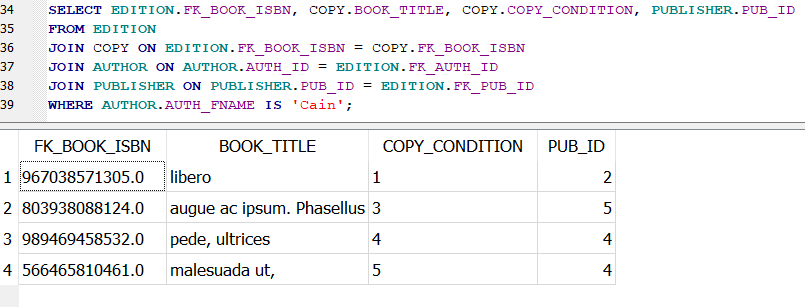 34 SELECT EDITION.FK_BOOK_ISBN, COPY.BOOK_TITLE, COPY.COPY_CONDITION, PUBLISHER.PUB_ID
35 FROM EDITION
36 JOIN COPY ON EDITION.FK_BOOK_ISBN = COPY.FK_BOOK_ISBN
37 JOIN AUTHOR ON AUTHOR.AUTH_ID = EDITION.FK_AUTH_ID
38 JOIN PUBLISHER ON PUBLISHER.PUB_ID = EDITION.FK_PUB_ID
39 WHERE AUTHOR.AUTH_FNAME IS 'Cain';
FK_BOOK_ISBN BOOK_TITLE COPY_CONDITION PUB_ID
1 967038571305.0 libero 1 2
2 803938088124.0 augue ac ipsum. Phasellus 3 5
3 989469458532.0 pede, ultrices 4 4
4 566465810461.0 malesuada ut, 5 4